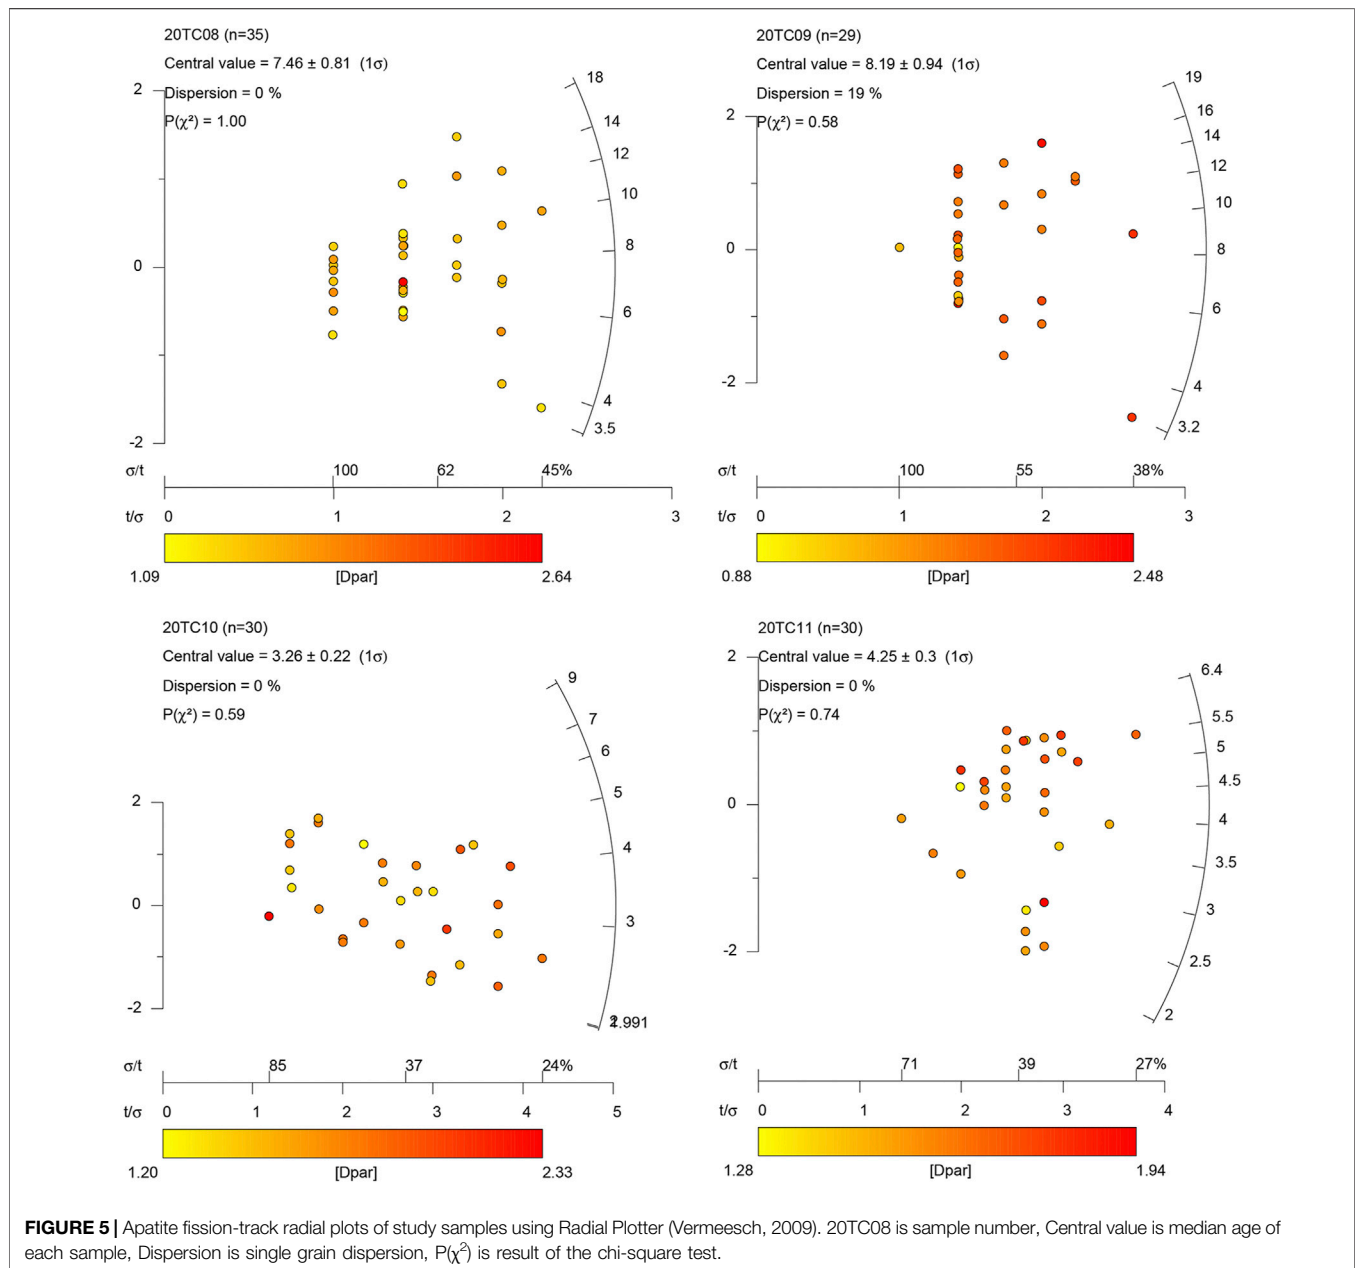 20TC08 (n=35)
Central value = 7.46 ± 0.81 (1σ)
Dispersion = 0 %
P(χ²) = 1.00
2
0
-2
18
14
12
10
8
6
4
3.5
σ/t
100
62
45%
t/σ
0
1
2
3
1.09
[Dpar]
2.64
20TC09 (n=29)
Central value = 8.19 ± 0.94 (1σ)
Dispersion = 19 %
P(χ²) = 0.58
2
0
-2
19
16
14
12
10
8
6
4
3.2
σ/t
100
55
38%
t/σ
0
1
2
3
0.88
[Dpar]
2.48
20TC10 (n=30)
Central value = 3.26 ± 0.22 (1σ)
Dispersion = 0 %
P(χ²) = 0.59
2
0
-2
9
7
6
5
4
3
σ/t
85
37
24%
t/σ
0
1
2
3
4
5
1.20
[Dpar]
2.33
20TC11 (n=30)
Central value = 4.25 ± 0.3 (1σ)
Dispersion = 0 %
P(χ²) = 0.74
2
0
-2
6.4
5.5
5
4.5
4
3.5
3
2.5
2
σ/t
71
39
27%
t/σ
0
1
2
3
4
1.28
[Dpar]
1.94
FIGURE 5 | Apatite fission-track radial plots of study samples using Radial Plotter (Vermeesch, 2009). 20TC08 is sample number, Central value is median age of
each sample, Dispersion is single grain dispersion, P(χ²) is result of the chi-square test.